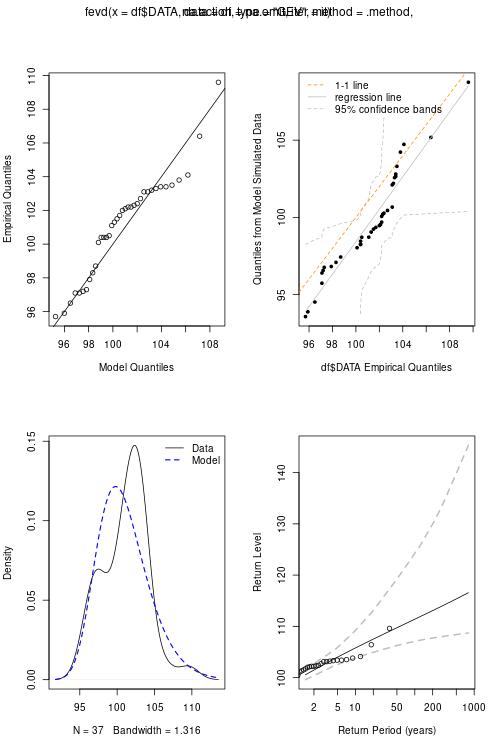 fevd(x = df$DATA, method = .method,
110
108
106
104
102
100
98
96
Empirical Quantiles
96 98 100 104 108
Model Quantiles
1-1 line
regression line
95% confidence bands
105
100
95
Quantiles from Model Simulated Data
96 98 100 104 108
df$DATA Empirical Quantiles
0.15
0.10
0.05
0.00
Density
Data
Model
95 100 105 110
N = 37 Bandwidth = 1.316
140
130
120
110
100
Return Level
2 5 10 50 200 1000
Return Period (years)